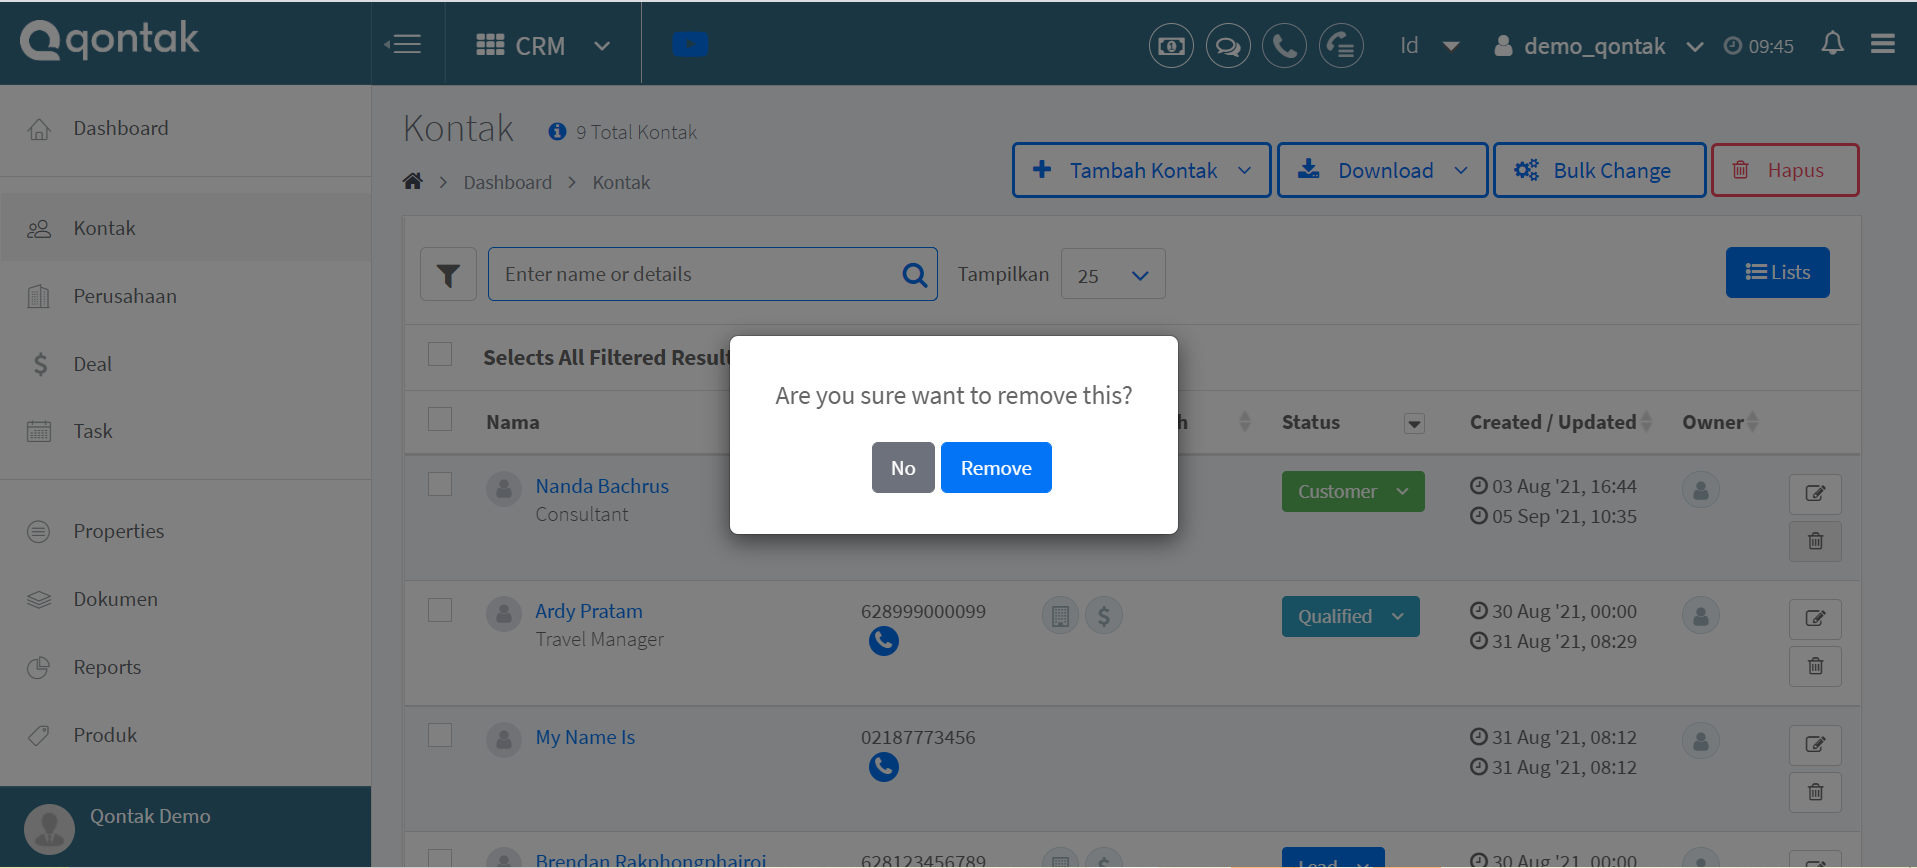 qontak
CRM
Id
demo_qontak
09:45
Dashboard
Kontak
Perusahaan
Deal
Task
Properties
Dokumen
Reports
Produk
Qontak Demo
Kontak
9 Total Kontak
Dashboard
Kontak
Tambah Kontak
Download
Bulk Change
Hapus
Enter name or details
Tampilkan
25
Lists
Selects All Filtered Result
Are you sure want to remove this?
No
Remove
Nama
h
Status
Created / Updated
Owner
Nanda Bachrus
Consultant
Customer
03 Aug '21, 16:44
05 Sep '21, 10:35
Ardy Pratam
Travel Manager
628999000099
Qualified
30 Aug '21, 00:00
31 Aug '21, 08:29
My Name Is
02187773456
31 Aug '21, 08:12
31 Aug '21, 08:12
Brendan Rakphongphairoj
628123456789
Lead
30 Aug '21, 00:00